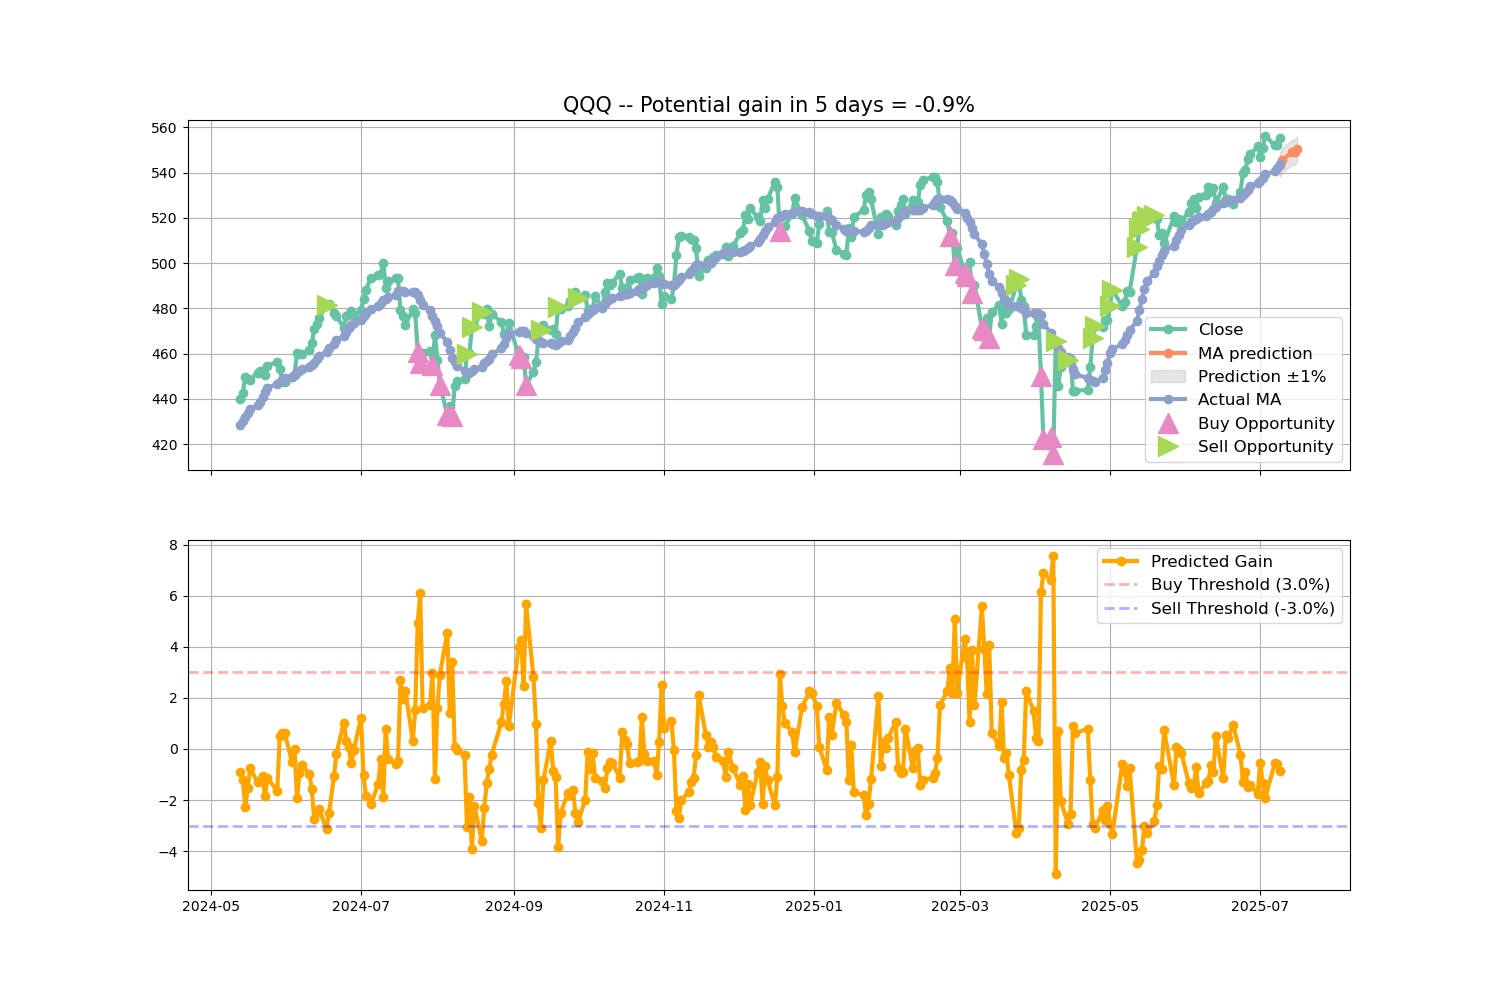 QQQ -- Potential gain in 5 days = -0.9%
560
540
520
500
480
460
440
420
Close
MA prediction
Prediction ±1%
Actual MA
Buy Opportunity
Sell Opportunity
8
6
4
2
0
−2
−4
Predicted Gain
Buy Threshold (3.0%)
Sell Threshold (-3.0%)
2024-05
2024-07
2024-09
2024-11
2025-01
2025-03
2025-05
2025-07